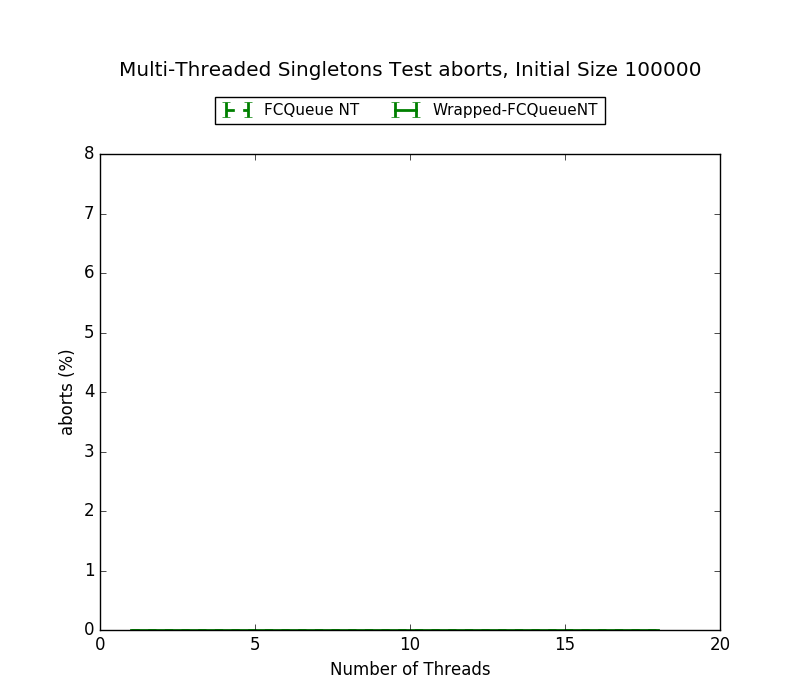 Multi-Threaded Singletons Test aborts, Initial Size 100000
FCQueue NT Wrapped-FCQueueNT
8
7
6
5
4
3
2
1
0
aborts (%)
0 5 10 15 20
Number of Threads